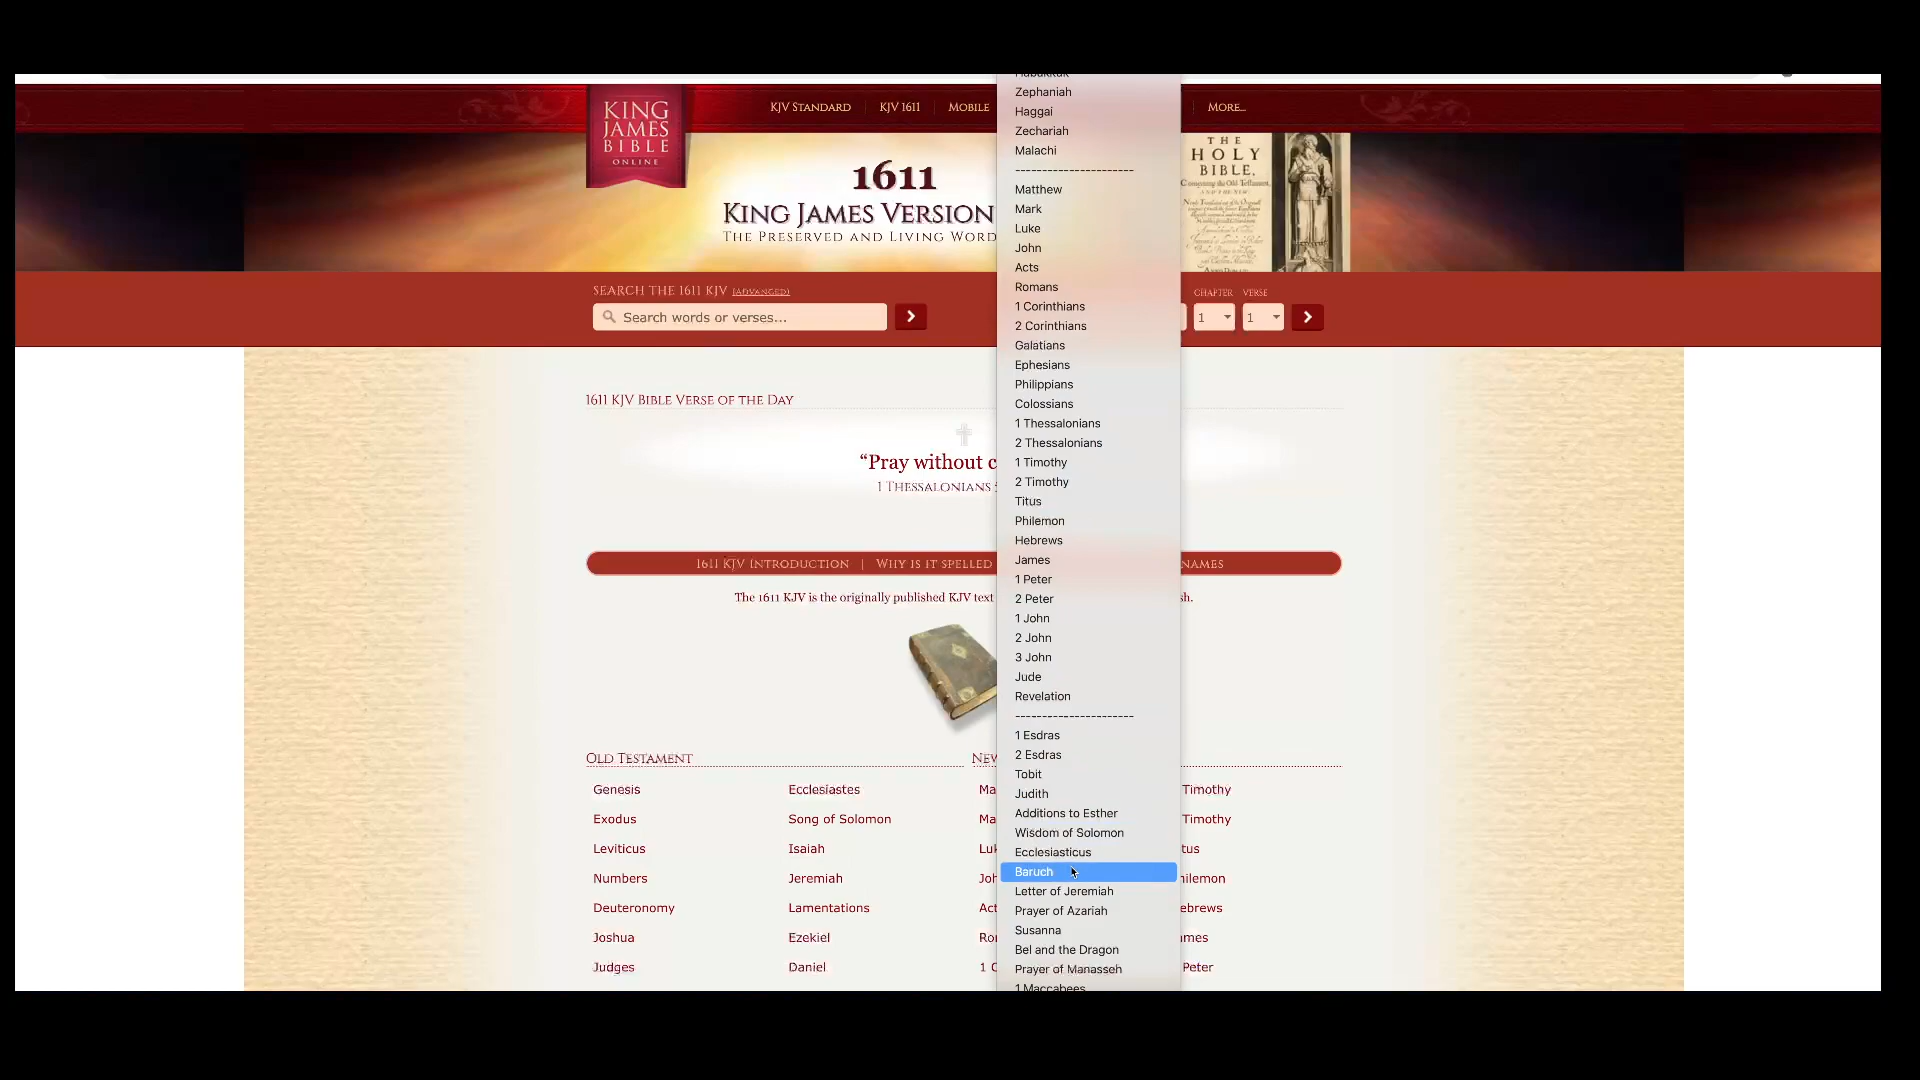 KJV Standard
KJV 1611
Mobile
More...
KING
JAMES
BIBLE
ONLINE
1611
King James Version
The Preserved and Living Word
THE
HOLY
BIBLE,
Search the 1611 KJV (Advanced)
Search words or verses...
Chapter
Verse
1
1
1611 KJV Bible Verse of the Day
“Pray without c
1 Thessalonians 5
1611 KJV Introduction | Why is it spelled
names
The 1611 KJV is the originally published KJV text
sh.
Old Testament
New
Genesis
Exodus
Leviticus
Numbers
Deuteronomy
Joshua
Judges
Ecclesiastes
Song of Solomon
Isaiah
Jeremiah
Lamentations
Ezekiel
Daniel
Ma
Ma
Luk
Joh
Act
Ro
1 C
Timothy
Timothy
tus
hilemon
ebrews
mes
Peter
Habakkuk
Zephaniah
Haggai
Zechariah
Malachi
----------------------
Matthew
Mark
Luke
John
Acts
Romans
1 Corinthians
2 Corinthians
Galatians
Ephesians
Philippians
Colossians
1 Thessalonians
2 Thessalonians
1 Timothy
2 Timothy
Titus
Philemon
Hebrews
James
1 Peter
2 Peter
1 John
2 John
3 John
Jude
Revelation
----------------------
1 Esdras
2 Esdras
Tobit
Judith
Additions to Esther
Wisdom of Solomon
Ecclesiasticus
Baruch
Letter of Jeremiah
Prayer of Azariah
Susanna
Bel and the Dragon
Prayer of Manasseh
1 Maccabees